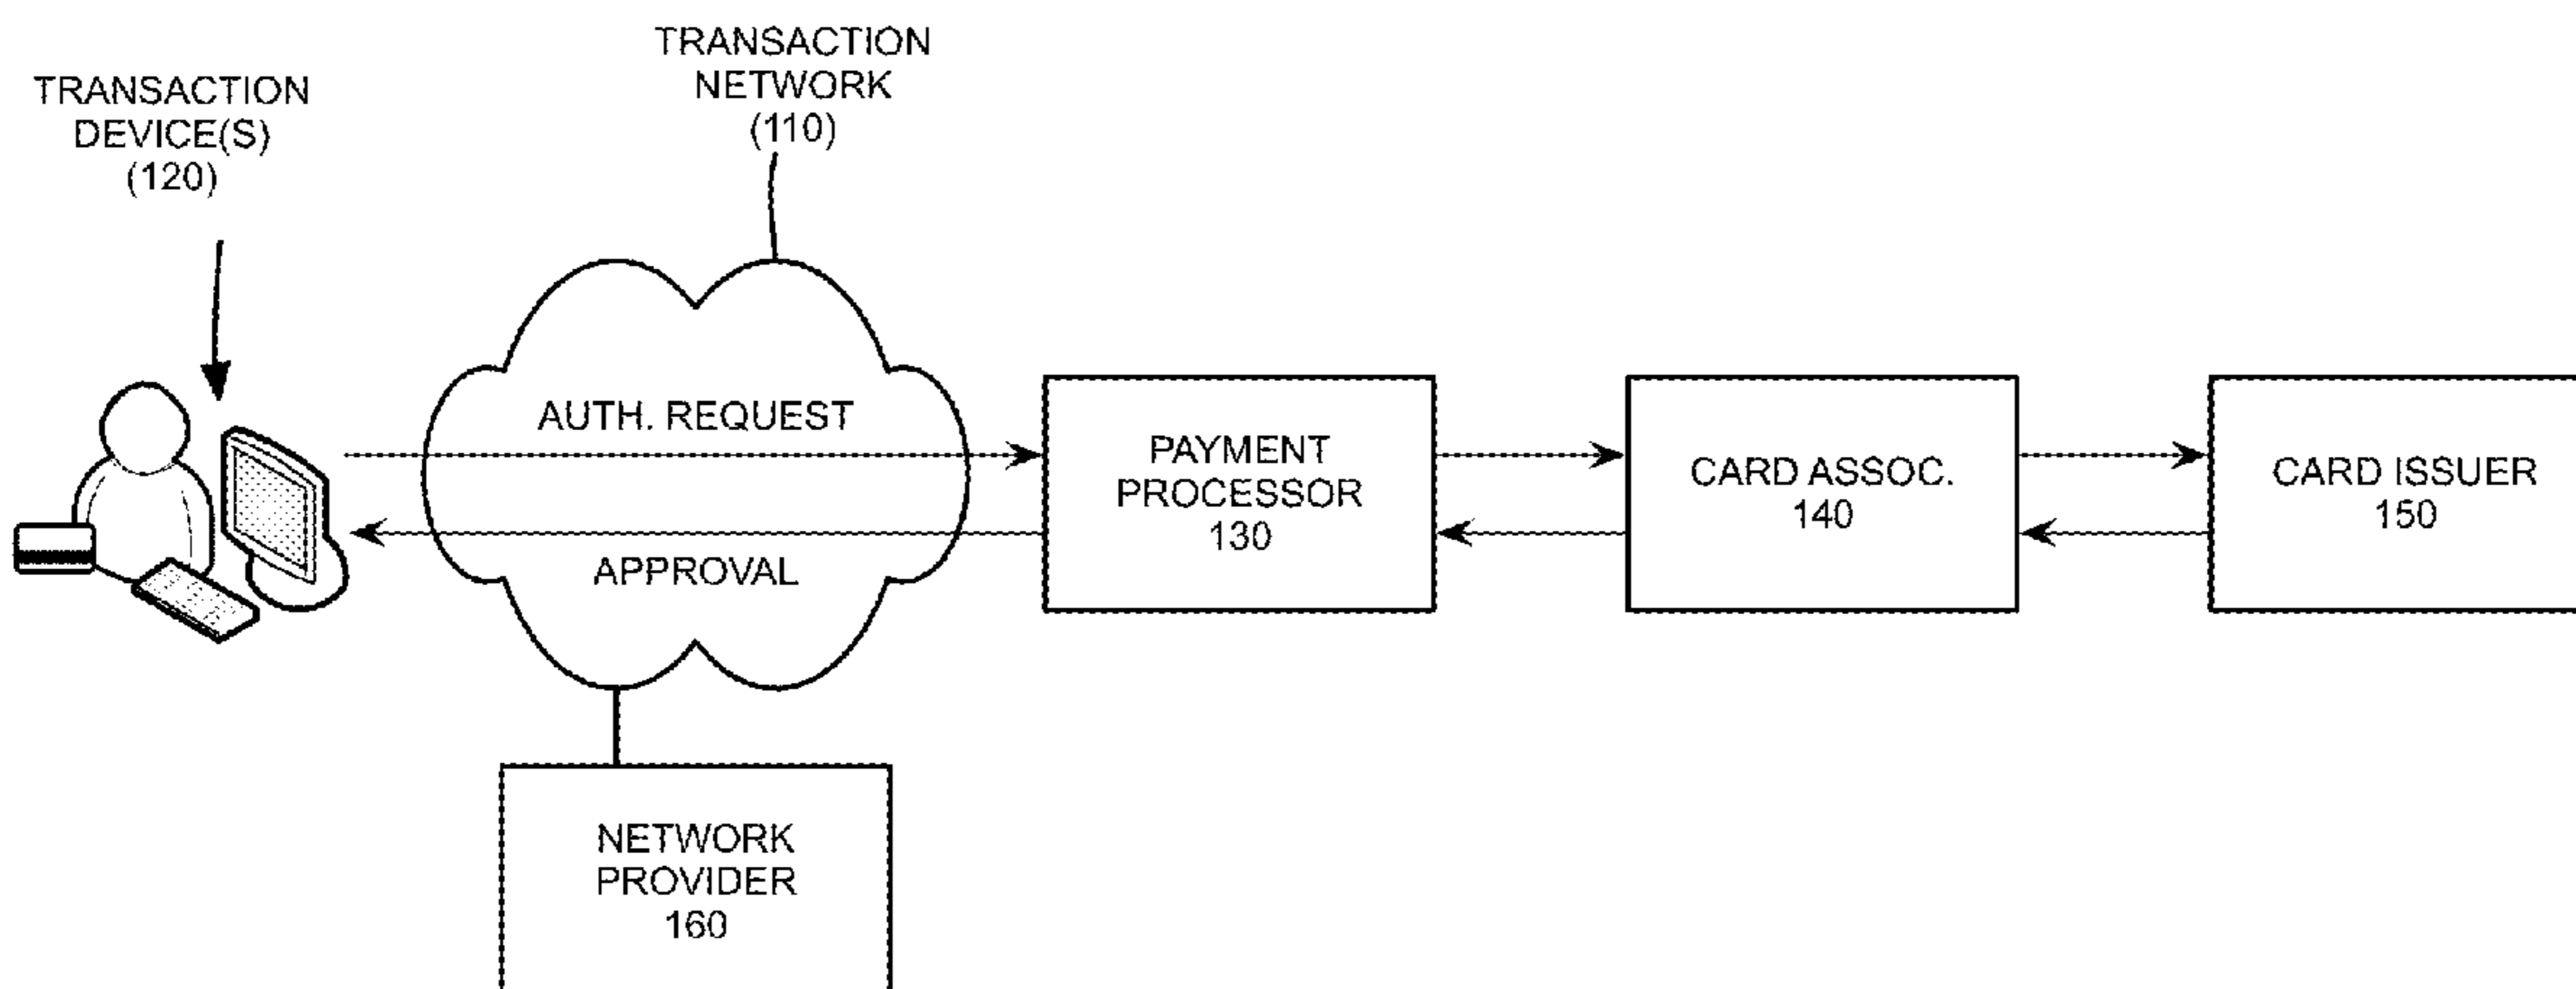 TRANSACTION
NETWORK
(110)
TRANSACTION
DEVICE(S)
(120)
AUTH. REQUEST
APPROVAL
PAYMENT
PROCESSOR
130
CARD ASSOC.
140
CARD ISSUER
150
NETWORK
PROVIDER
160